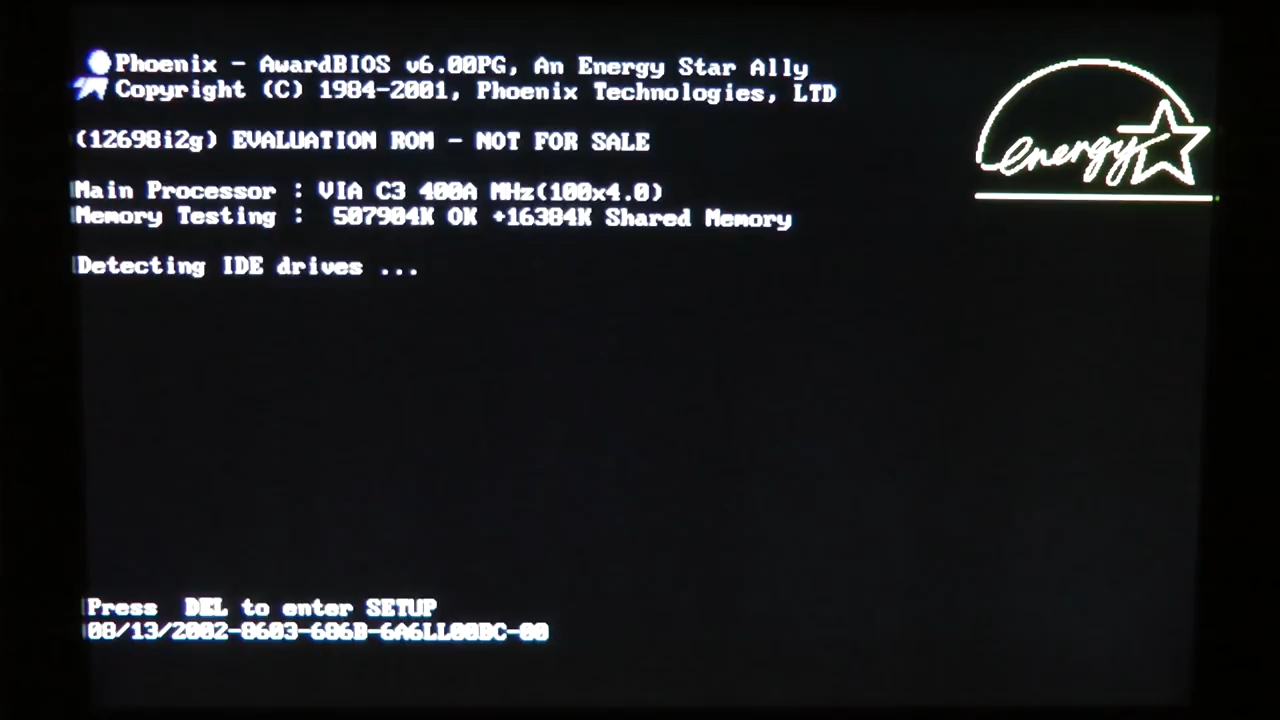 Phoenix - AwardBIOS v6.00PG, An Energy Star Ally
Copyright (C) 1984-2001, Phoenix Technologies, LTD
energy
(12698i2g) EVALUATION ROM - NOT FOR SALE
Main Processor : VIA C3 400A MHz(100x4.0)
Memory Testing : 507904K OK +16384K Shared Memory
Detecting IDE drives ...
Press DEL to enter SETUP
08/13/2002-8603-686B-6A6LL00DC-00